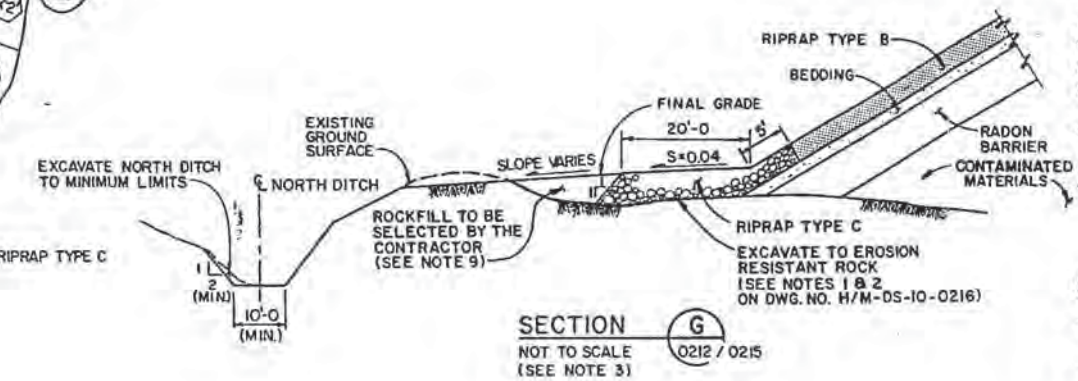 RIPRAP TYPE B
BEDDING
FINAL GRADE
20'-0
5'
EXISTING
GROUND
SURFACE
SLOPE VARIES
S=0.04
RADON
BARRIER
CONTAMINATED
MATERIALS
EXCAVATE NORTH DITCH
TO MINIMUM LIMITS
℄ NORTH DITCH
ROCKFILL TO BE
SELECTED BY THE
CONTRACTOR
(SEE NOTE 9)
RIPRAP TYPE C
RIPRAP TYPE C
EXCAVATE TO EROSION
RESISTANT ROCK
(SEE NOTES 1 & 2
ON DWG. NO. H/M-DS-10-0216)
1
2
(MIN)
10'-0
(MIN.)
SECTION G
NOT TO SCALE
(SEE NOTE 3)
0212 / 0215